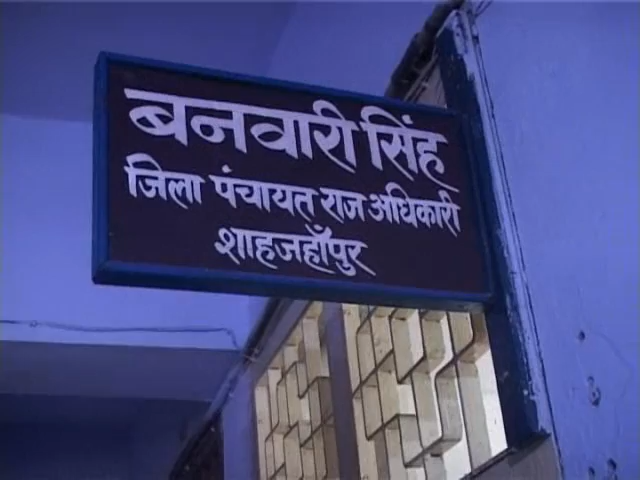 बनवारी सिंह
जिला पंचायत राज अधिकारी
शाहजहाँपुर